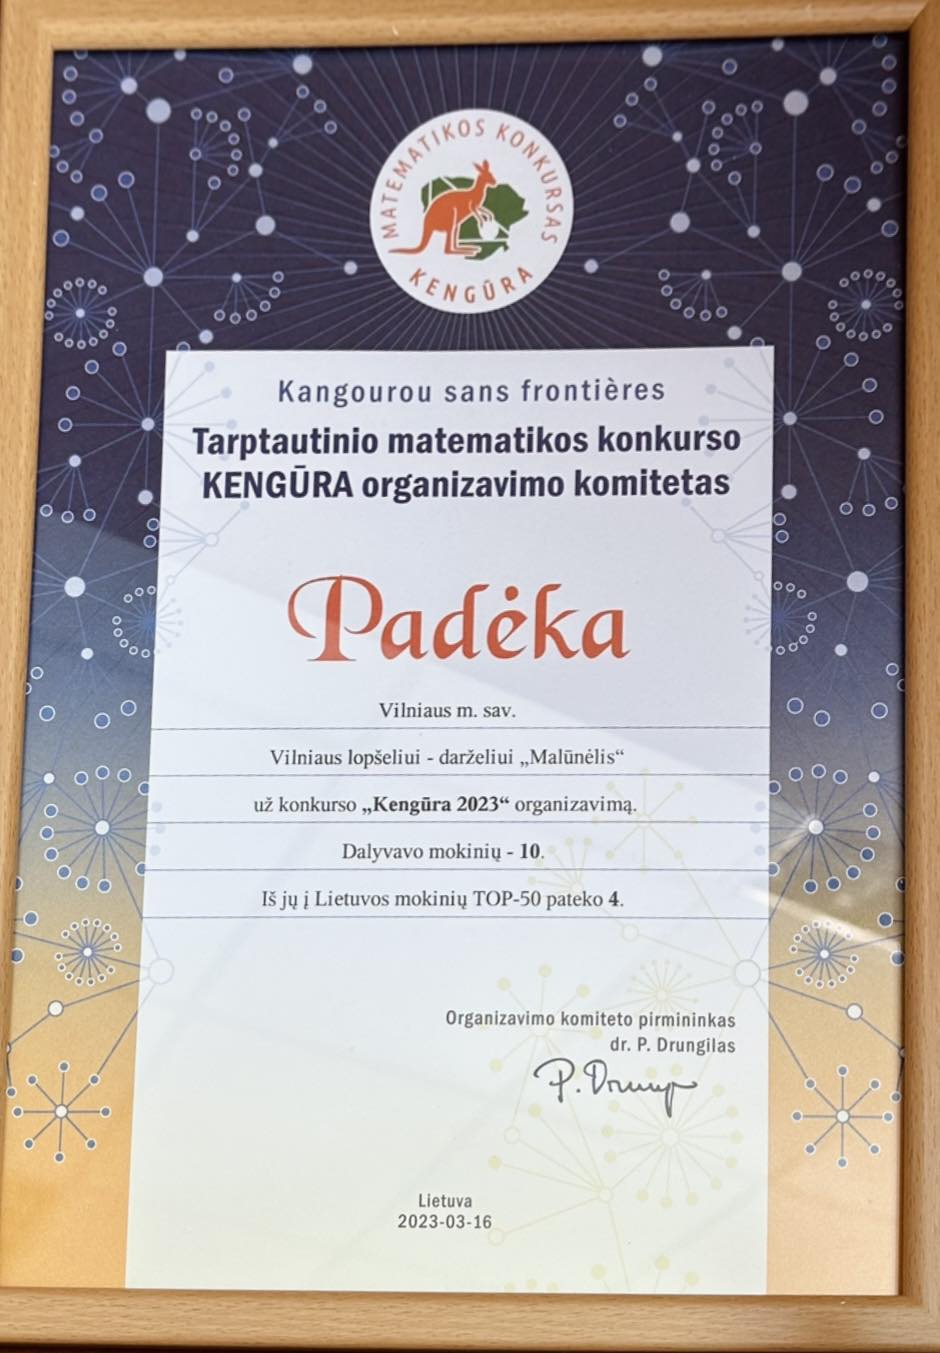 MATEMATIKOS KONKURSAS
KENGŪRA
Kangourou sans frontières
Tarptautinio matematikos konkurso
KENGŪRA organizavimo komitetas
Padėka
Vilniaus m. sav.
Vilniaus lopšeliui - darželiui „Malūnėlis“
už konkurso „Kengūra 2023“ organizavimą.
Dalyvavo mokinių - 10.
Iš jų į Lietuvos mokinių TOP-50 pateko 4.
Organizavimo komiteto pirmininkas
dr. P. Drungilas
Lietuva
2023-03-16